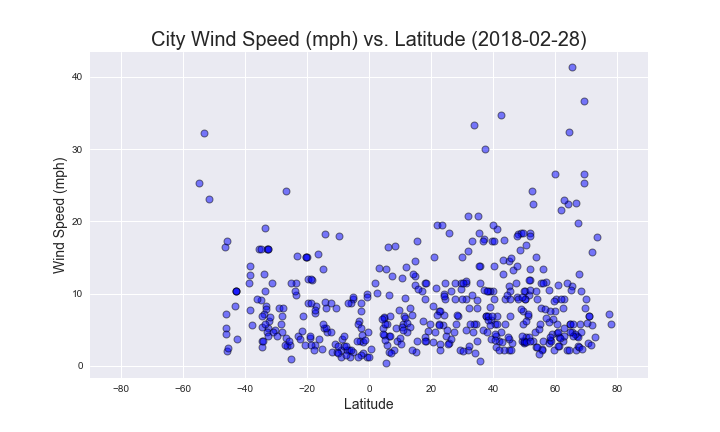 City Wind Speed (mph) vs. Latitude (2018-02-28)
Wind Speed (mph)
40
30
20
10
0
−80 −60 −40 −20 0 20 40 60 80
Latitude